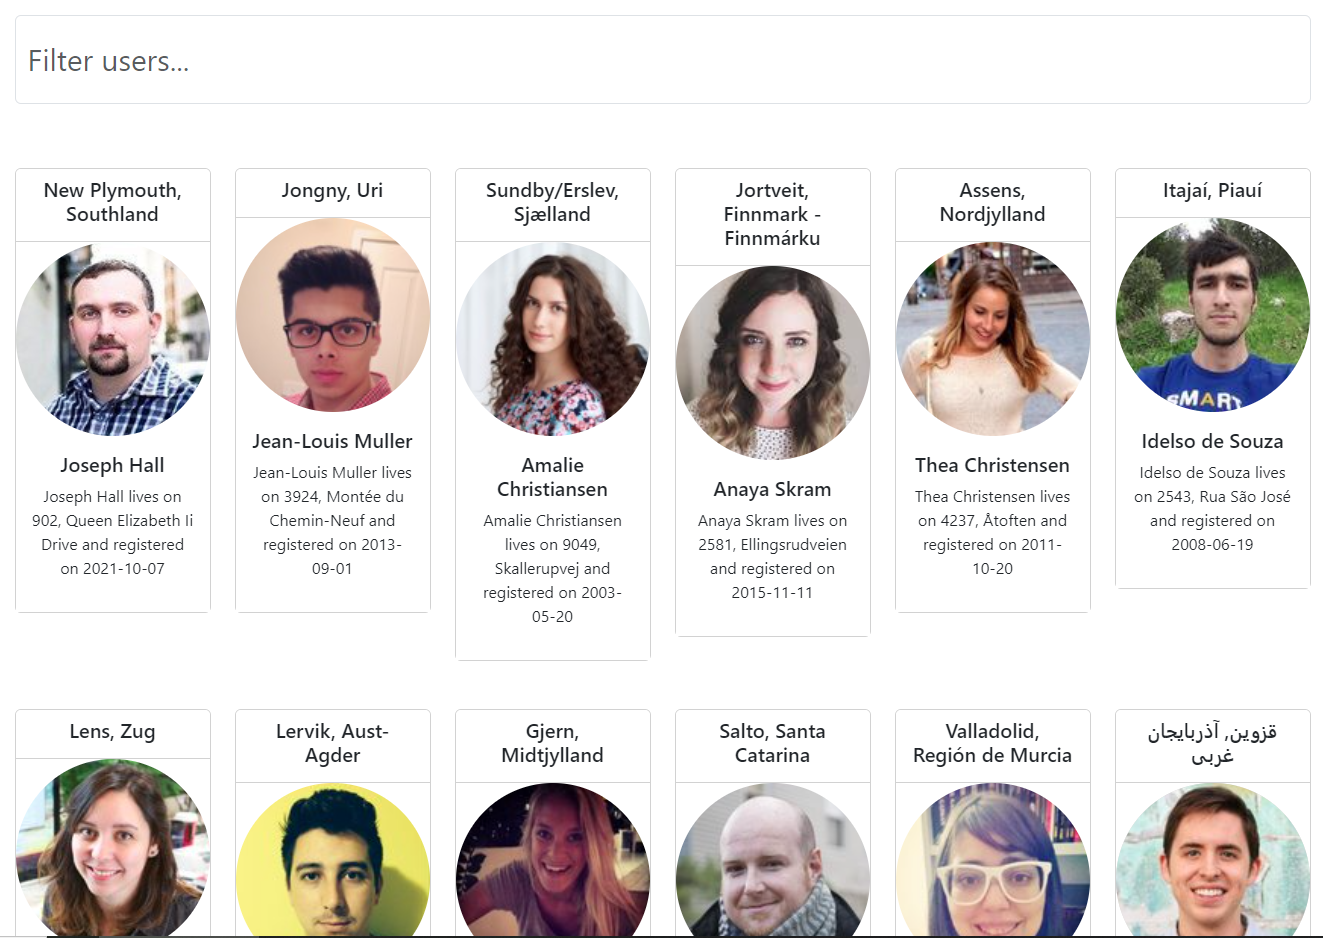 Filter users...
New Plymouth,
Southland
Joseph Hall
Joseph Hall lives on
902, Queen Elizabeth Ii
Drive and registered
on 2021-10-07
Jongny, Uri
Jean-Louis Muller
Jean-Louis Muller lives
on 3924, Montée du
Chemin-Neuf and
registered on 2013-
09-01
Sundby/Erslev,
Sjælland
Amalie
Christiansen
Amalie Christiansen
lives on 9049,
Skallerupvej and
registered on 2003-
05-20
Jortveit,
Finnmark -
Finnmárku
Anaya Skram
Anaya Skram lives on
2581, Ellingsrudveien
and registered on
2015-11-11
Assens,
Nordjylland
Thea Christensen
Thea Christensen lives
on 4237, Åtoften and
registered on 2011-
10-20
Itajaí, Piauí
SMART
Idelso de Souza
Idelso de Souza lives
on 2543, Rua São José
and registered on
2008-06-19
Lens, Zug
Lervik, Aust-
Agder
Gjern,
Midtjylland
Salto, Santa
Catarina
Valladolid,
Región de Murcia
قزوین, آذربایجان
غربی